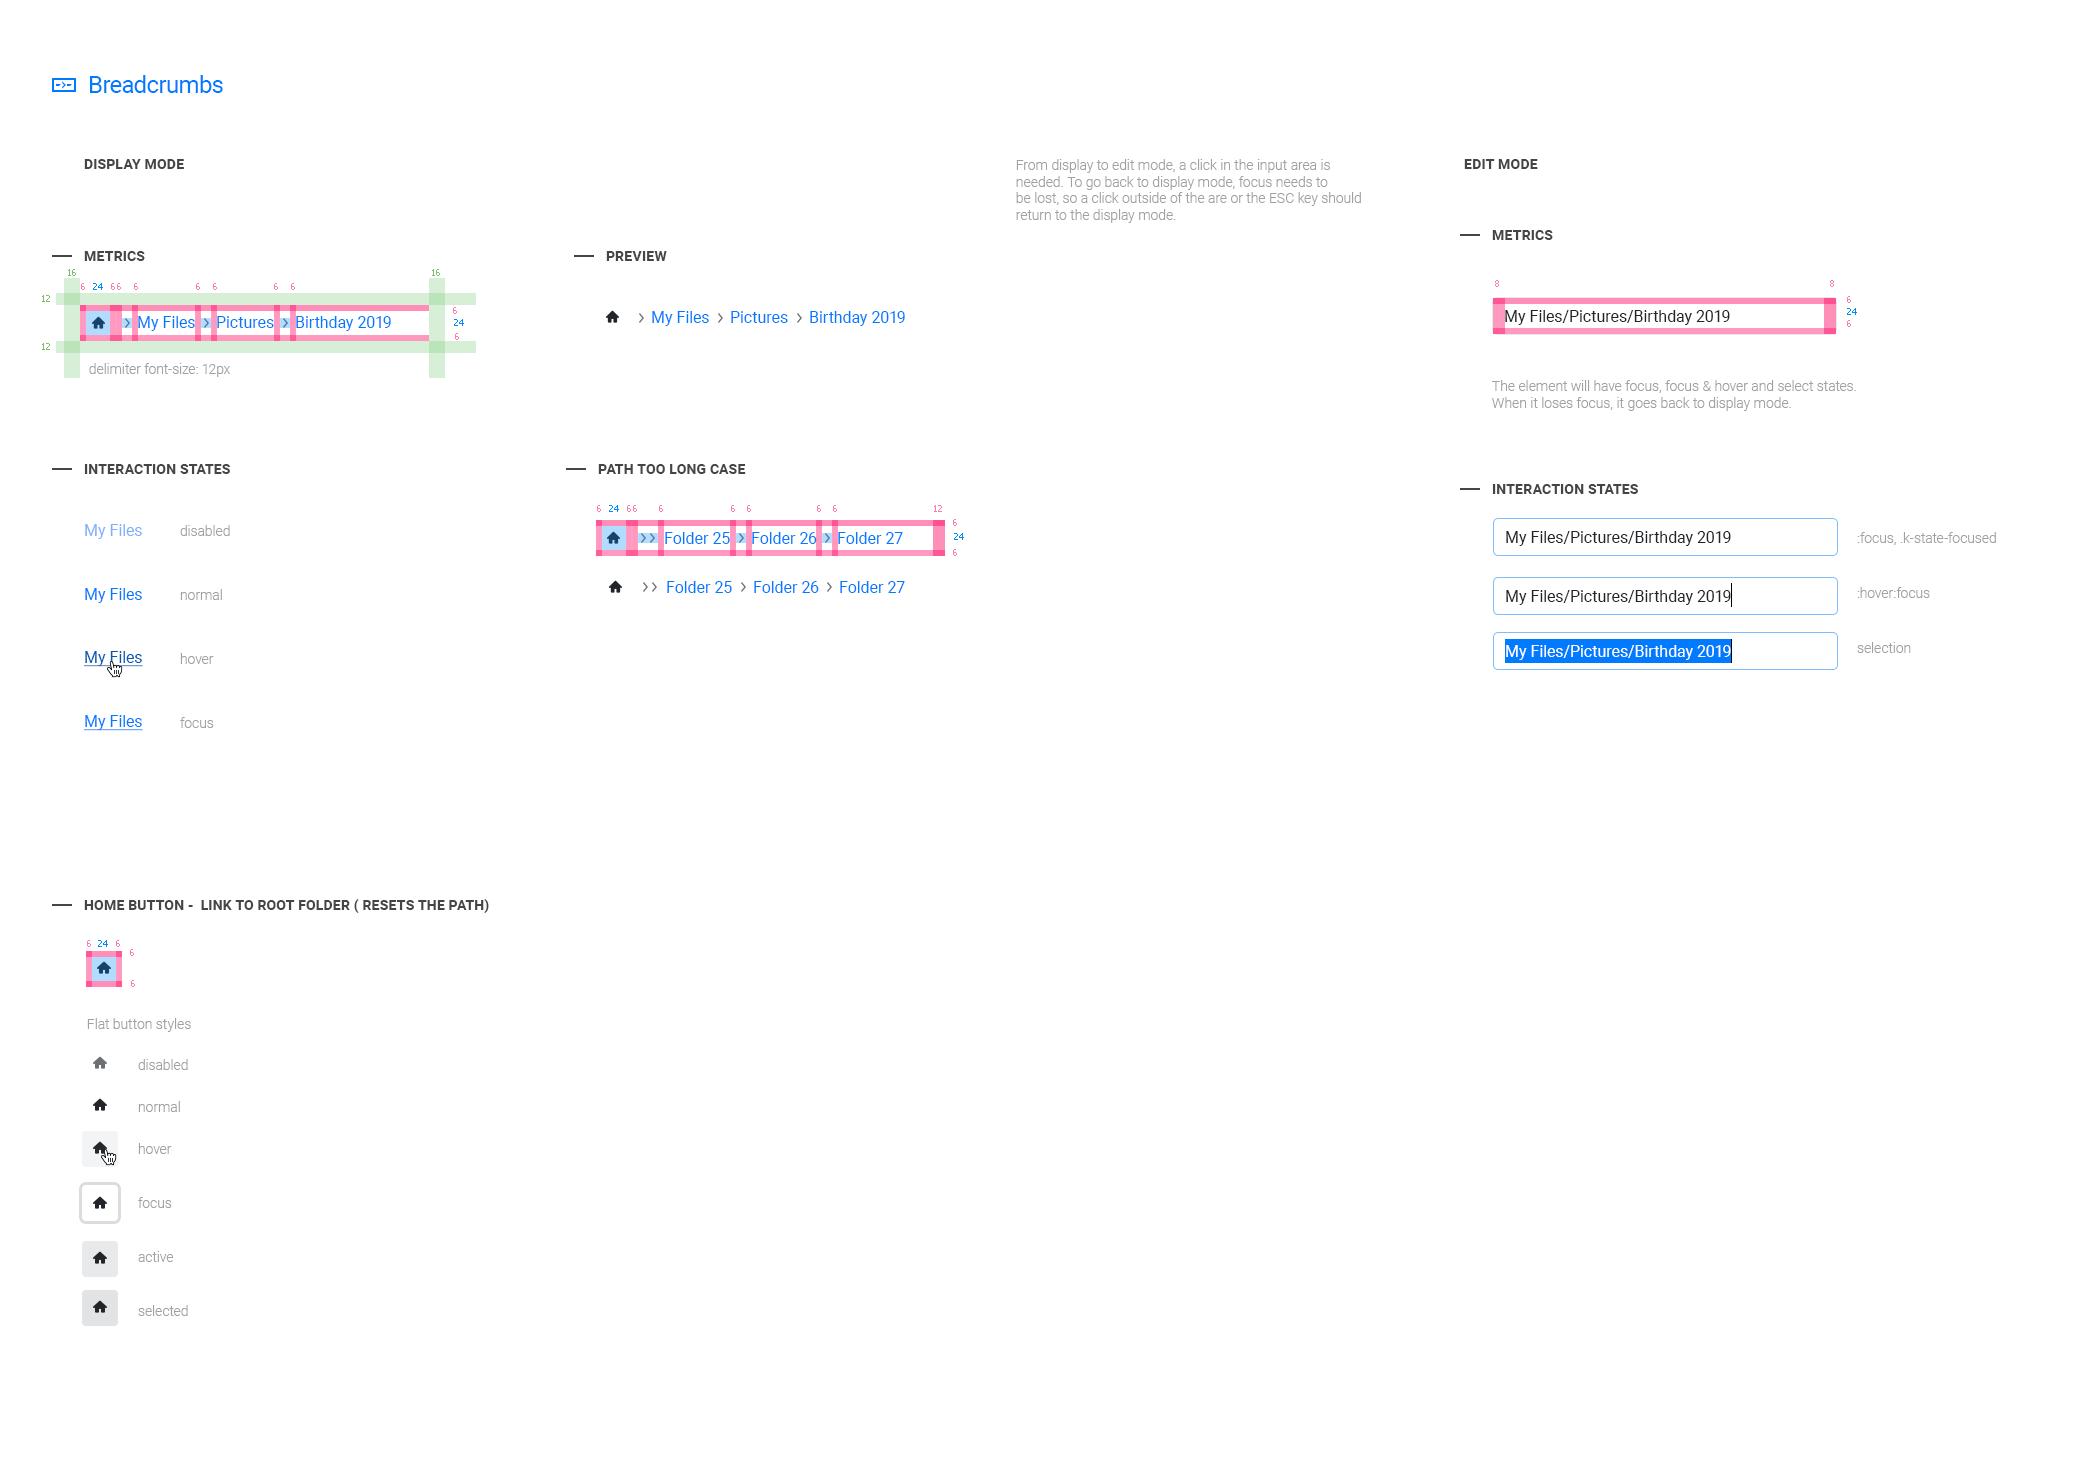 Breadcrumbs
DISPLAY MODE
METRICS
16
16
6 24 6 6 6 6 6 6 6
12
My Files Pictures Birthday 2019
6
24
6
12
delimiter font-size: 12px
PREVIEW
My Files Pictures Birthday 2019
From display to edit mode, a click in the input area is
needed. To go back to display mode, focus needs to
be lost, so a click outside of the are or the ESC key should
return to the display mode.
EDIT MODE
METRICS
8
8
My Files/Pictures/Birthday 2019
6
24
6
The element will have focus, focus & hover and select states.
When it loses focus, it goes back to display mode.
INTERACTION STATES
My Files disabled
My Files normal
My Files hover
My Files focus
PATH TOO LONG CASE
6 24 6 6 6 6 6 6 6 12
Folder 25 Folder 26 Folder 27
6
24
6
Folder 25 Folder 26 Folder 27
INTERACTION STATES
My Files/Pictures/Birthday 2019 :focus, .k-state-focused
My Files/Pictures/Birthday 2019 :hover:focus
My Files/Pictures/Birthday 2019 selection
HOME BUTTON - LINK TO ROOT FOLDER ( RESETS THE PATH)
6 24 6
6
6
Flat button styles
disabled
normal
hover
focus
active
selected